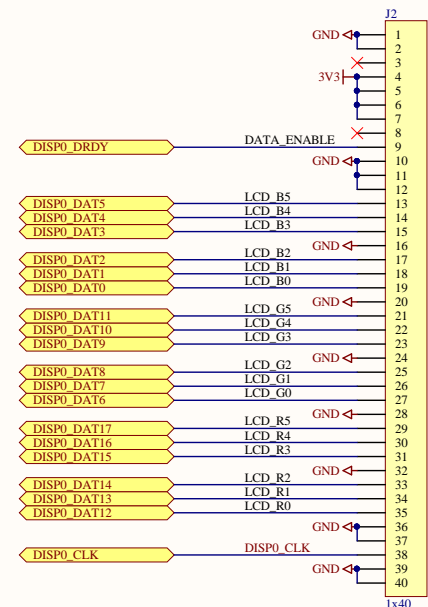 J2
GND 1
2
3
3V3 4
5
6
7
8
DISP0_DRDY DATA_ENABLE 9
GND 10
11
12
DISP0_DAT5 LCD_B5 13
DISP0_DAT4 LCD_B4 14
DISP0_DAT3 LCD_B3 15
GND 16
DISP0_DAT2 LCD_B2 17
DISP0_DAT1 LCD_B1 18
DISP0_DAT0 LCD_B0 19
GND 20
DISP0_DAT11 LCD_G5 21
DISP0_DAT10 LCD_G4 22
DISP0_DAT9 LCD_G3 23
GND 24
DISP0_DAT8 LCD_G2 25
DISP0_DAT7 LCD_G1 26
DISP0_DAT6 LCD_G0 27
GND 28
DISP0_DAT17 LCD_R5 29
DISP0_DAT16 LCD_R4 30
DISP0_DAT15 LCD_R3 31
GND 32
DISP0_DAT14 LCD_R2 33
DISP0_DAT13 LCD_R1 34
DISP0_DAT12 LCD_R0 35
GND 36
37
DISP0_CLK DISP0_CLK 38
GND 39
40
1x40